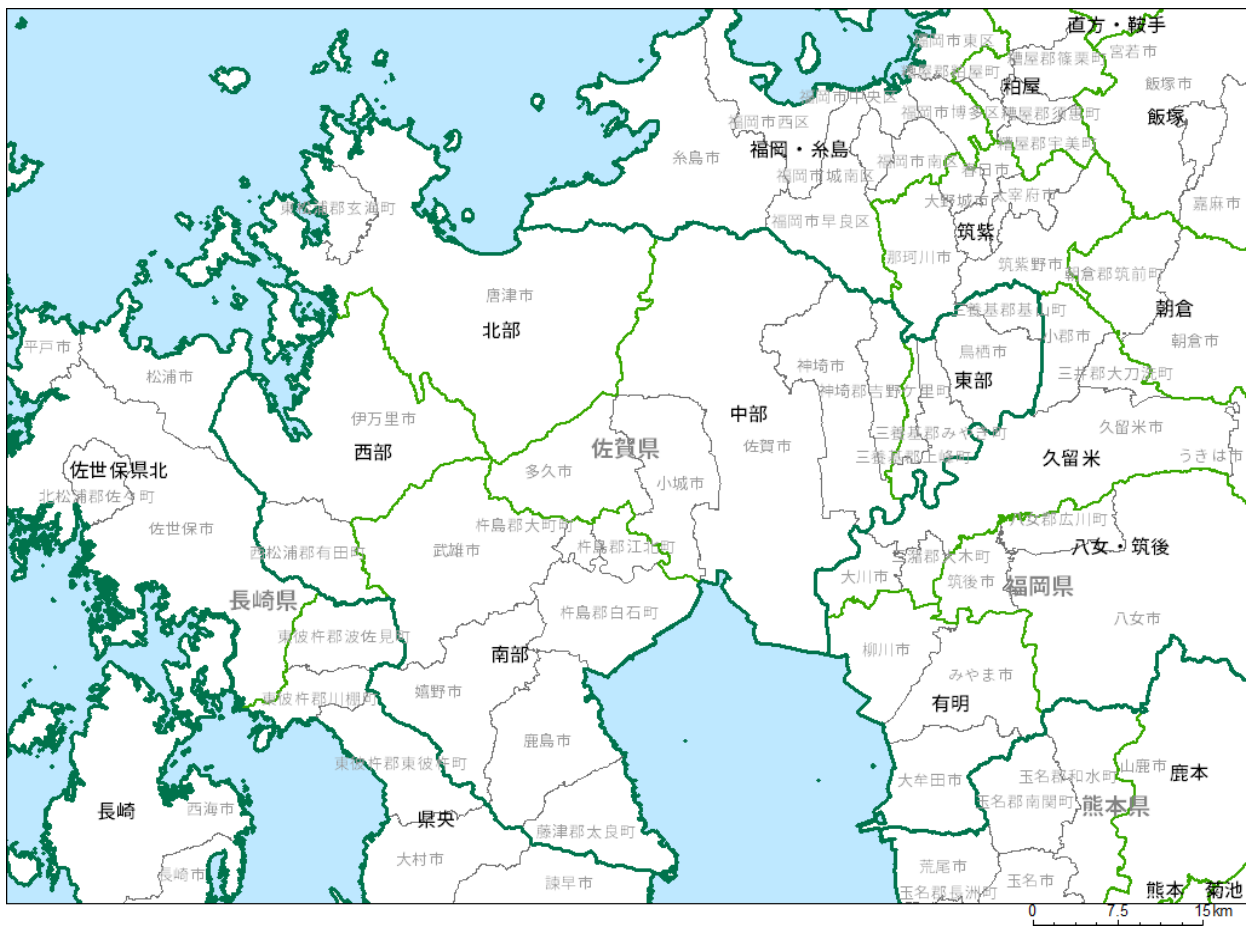 直方・鞍手
福岡市東区
宮若市
糟屋郡篠栗町
糟屋郡粕屋町
粕屋
飯塚市
福岡市中央区
福岡市博多区
糟屋郡須恵町
飯塚
福岡市西区
糟屋郡宇美町
福岡・糸島
糸島市
福岡市南区
春日市
福岡市城南区
大野城市
太宰府市
嘉麻市
東松浦郡玄海町
福岡市早良区
筑紫
那珂川市
筑紫野市
朝倉郡筑前町
唐津市
三養基郡基山町
朝倉
北部
小郡市
朝倉市
平戸市
鳥栖市
松浦市
神埼市
三井郡大刀洗町
東部
神埼郡吉野ヶ里町
伊万里市
中部
久留米市
三養基郡みやき町
西部
佐賀県
佐賀市
三養基郡上峰町
久留米
うきは市
佐世保県北
多久市
小城市
北松浦郡佐々町
佐世保市
杵島郡大町町
八女郡広川町
西松浦郡有田町
武雄市
杵島郡江北町
八女・筑後
三潴郡大木町
大川市
筑後市
福岡県
長崎県
杵島郡白石町
八女市
東彼杵郡波佐見町
南部
柳川市
みやま市
東彼杵郡川棚町
嬉野市
有明
鹿島市
東彼杵郡東彼杵町
山鹿市
鹿本
大牟田市
玉名郡和水町
玉名郡南関町
熊本県
長崎
西海市
県央
藤津郡太良町
大村市
荒尾市
長崎市
諫早市
玉名市
玉名郡長洲町
熊本
菊池
0 7.5 15km